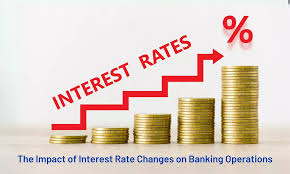 INTEREST RATES
%
The Impact of Interest Rate Changes on Banking Operations